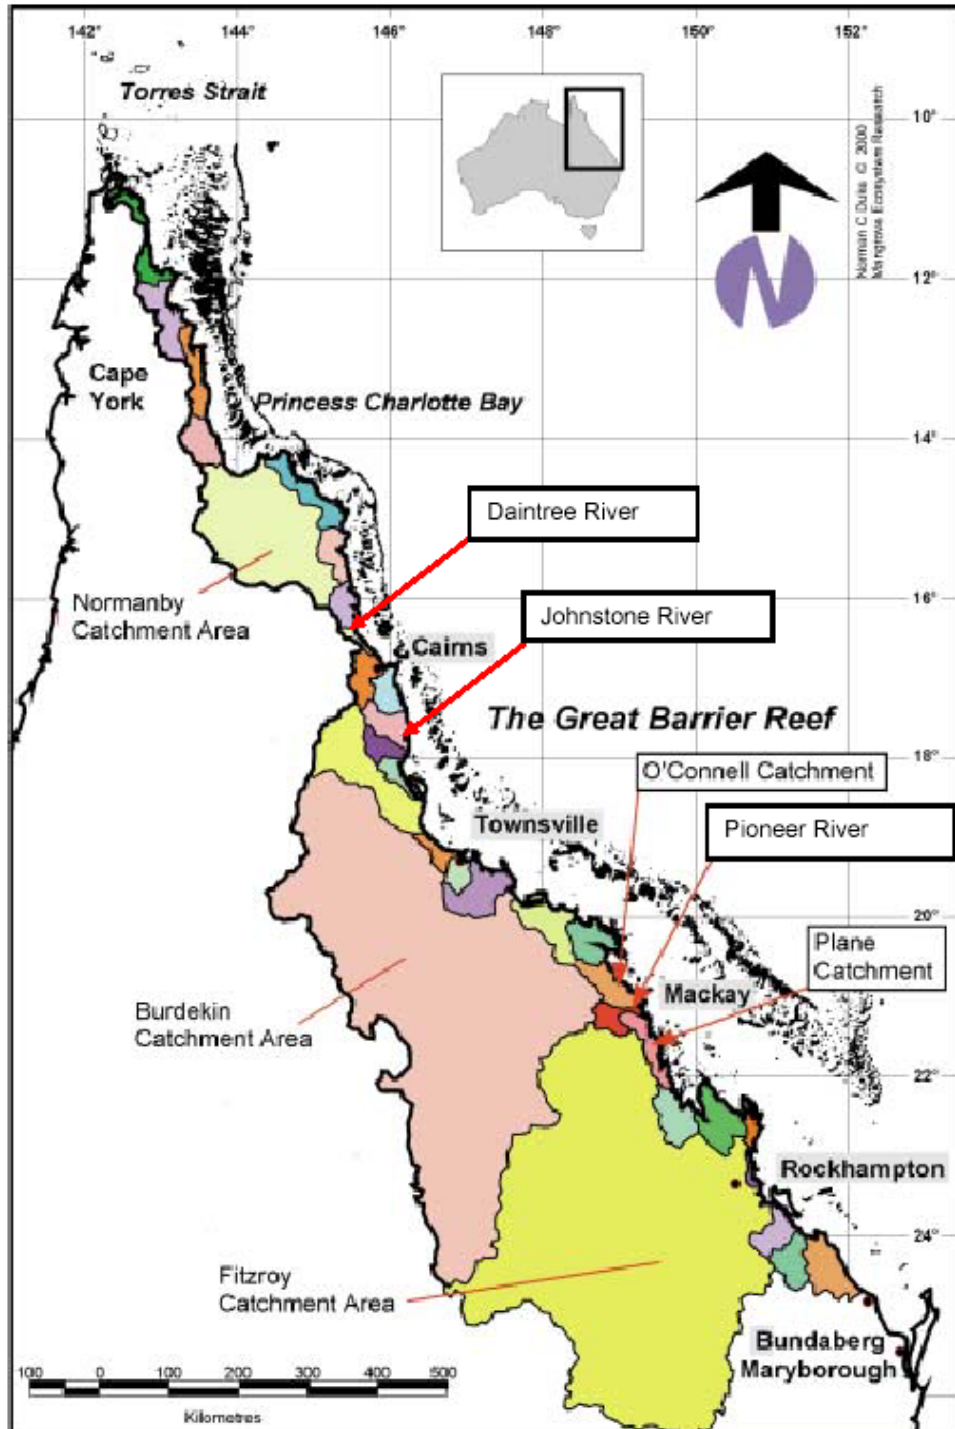 142°
144°
146°
148°
150°
152°
Torres Strait
10°
Norman C Duke © 2000
Mangrove Ecosystem Research
12°
Cape
York
Princess Charlotte Bay
14°
Daintree River
Normanby
Catchment Area
16°
Johnstone River
Cairns
The Great Barrier Reef
18°
O'Connell Catchment
Pioneer River
Townsville
20°
Plane
Catchment
Mackay
Burdekin
Catchment Area
22°
Rockhampton
24°
Fitzroy
Catchment Area
Bundaberg
Maryborough
100 0 100 200 300 400 500
Kilometres
N